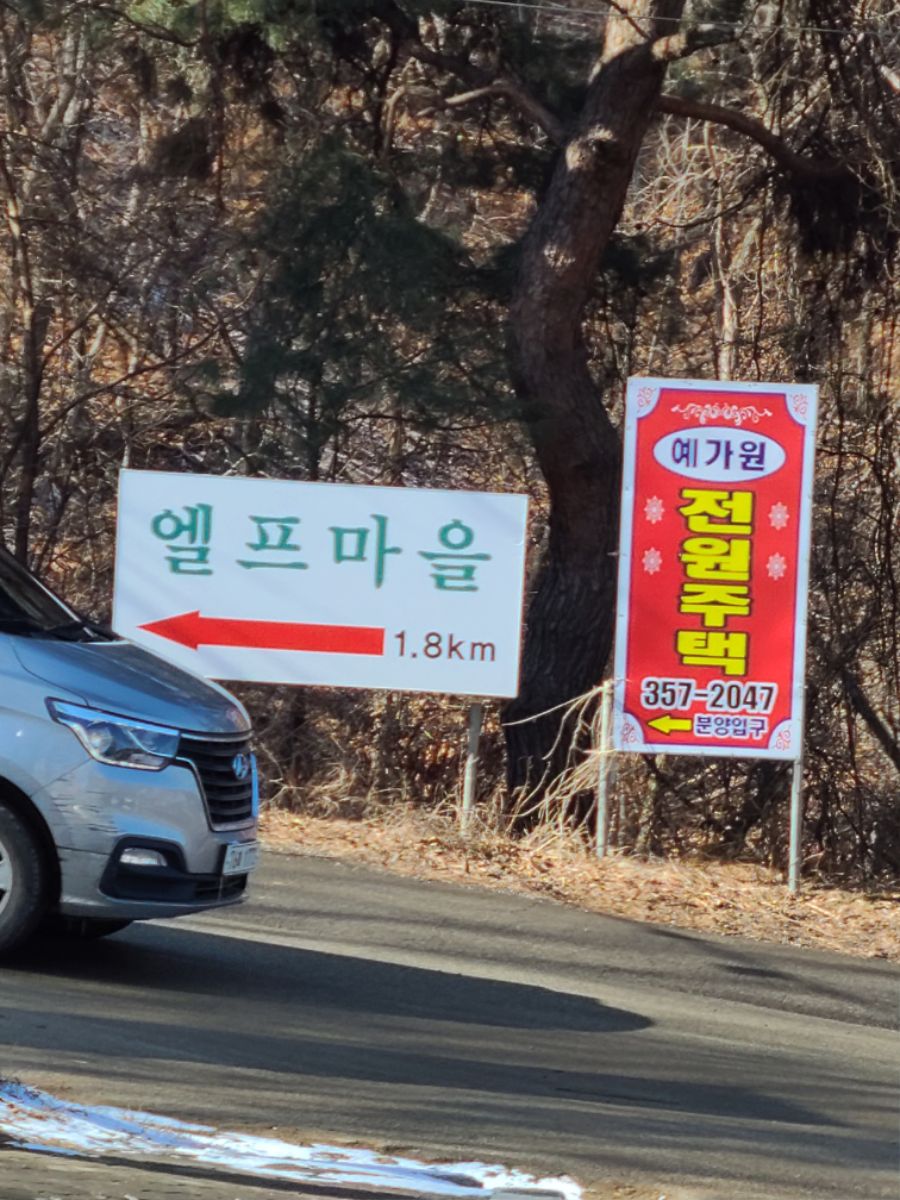 엘프마을
1.8km
예가원
전원주택
357-2047
분양입구